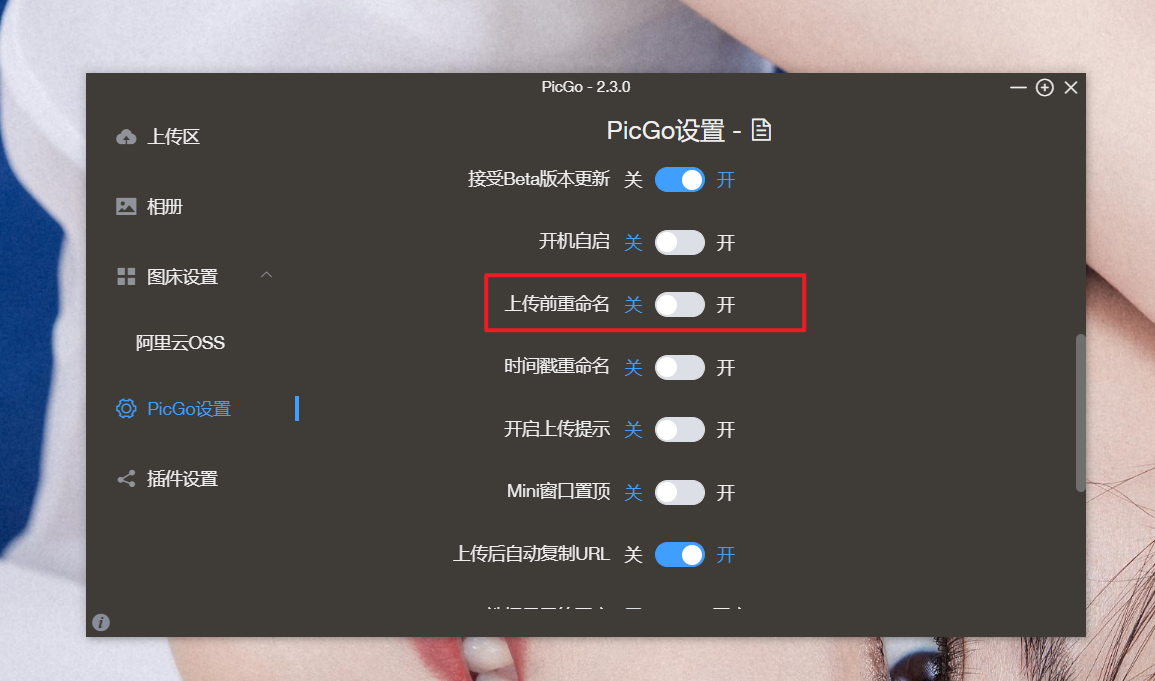 PicGo - 2.3.0
上传区
相册
图床设置
阿里云OSS
PicGo设置
插件设置
PicGo设置 -
接受Beta版本更新 关 开
开机自启 关 开
上传前重命名 关 开
时间戳重命名 关 开
开启上传提示 关 开
Mini窗口置顶 关 开
上传后自动复制URL 关 开